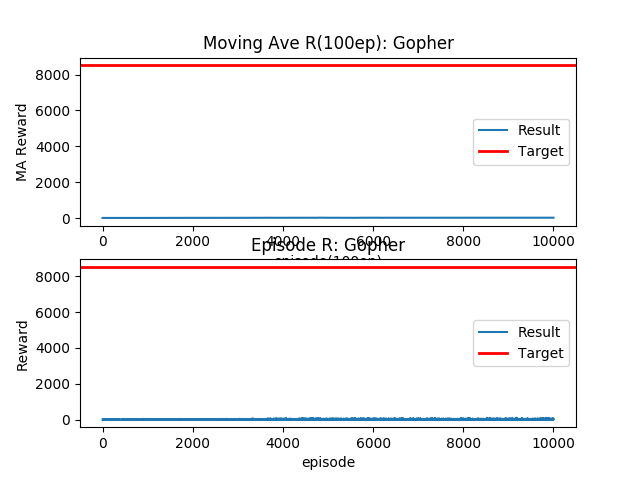 Moving Ave R(100ep): Gopher
8000
6000
4000
2000
0
MA Reward
Result
Target
0 2000 4000 6000 8000 10000
episode(100ep)
Episode R: Gopher
8000
6000
4000
2000
0
Reward
Result
Target
0 2000 4000 6000 8000 10000
episode